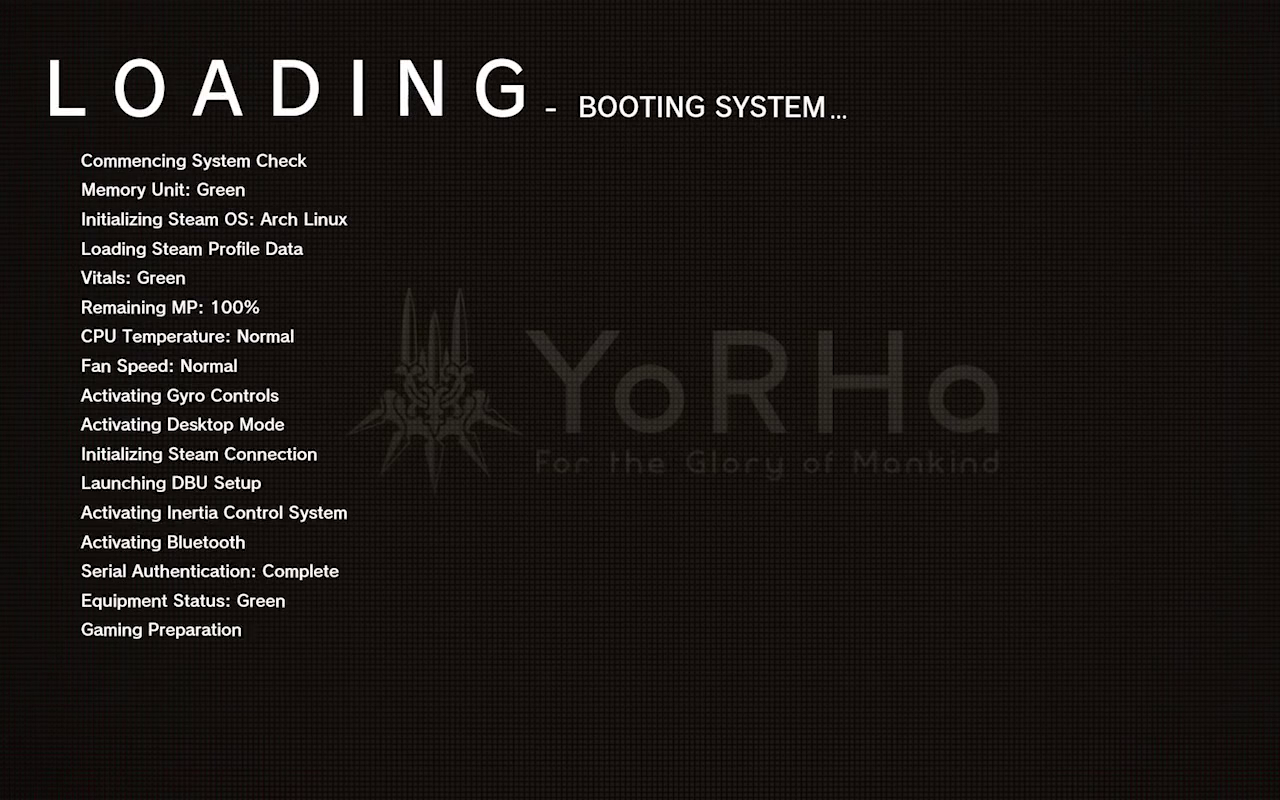 LOADING - BOOTING SYSTEM...
Commencing System Check
Memory Unit: Green
Initializing Steam OS: Arch Linux
Loading Steam Profile Data
Vitals: Green
Remaining MP: 100%
CPU Temperature: Normal
Fan Speed: Normal
Activating Gyro Controls
Activating Desktop Mode
Initializing Steam Connection
Launching DBU Setup
Activating Inertia Control System
Activating Bluetooth
Serial Authentication: Complete
Equipment Status: Green
Gaming Preparation
YoRHa
For the Glory of Mankind